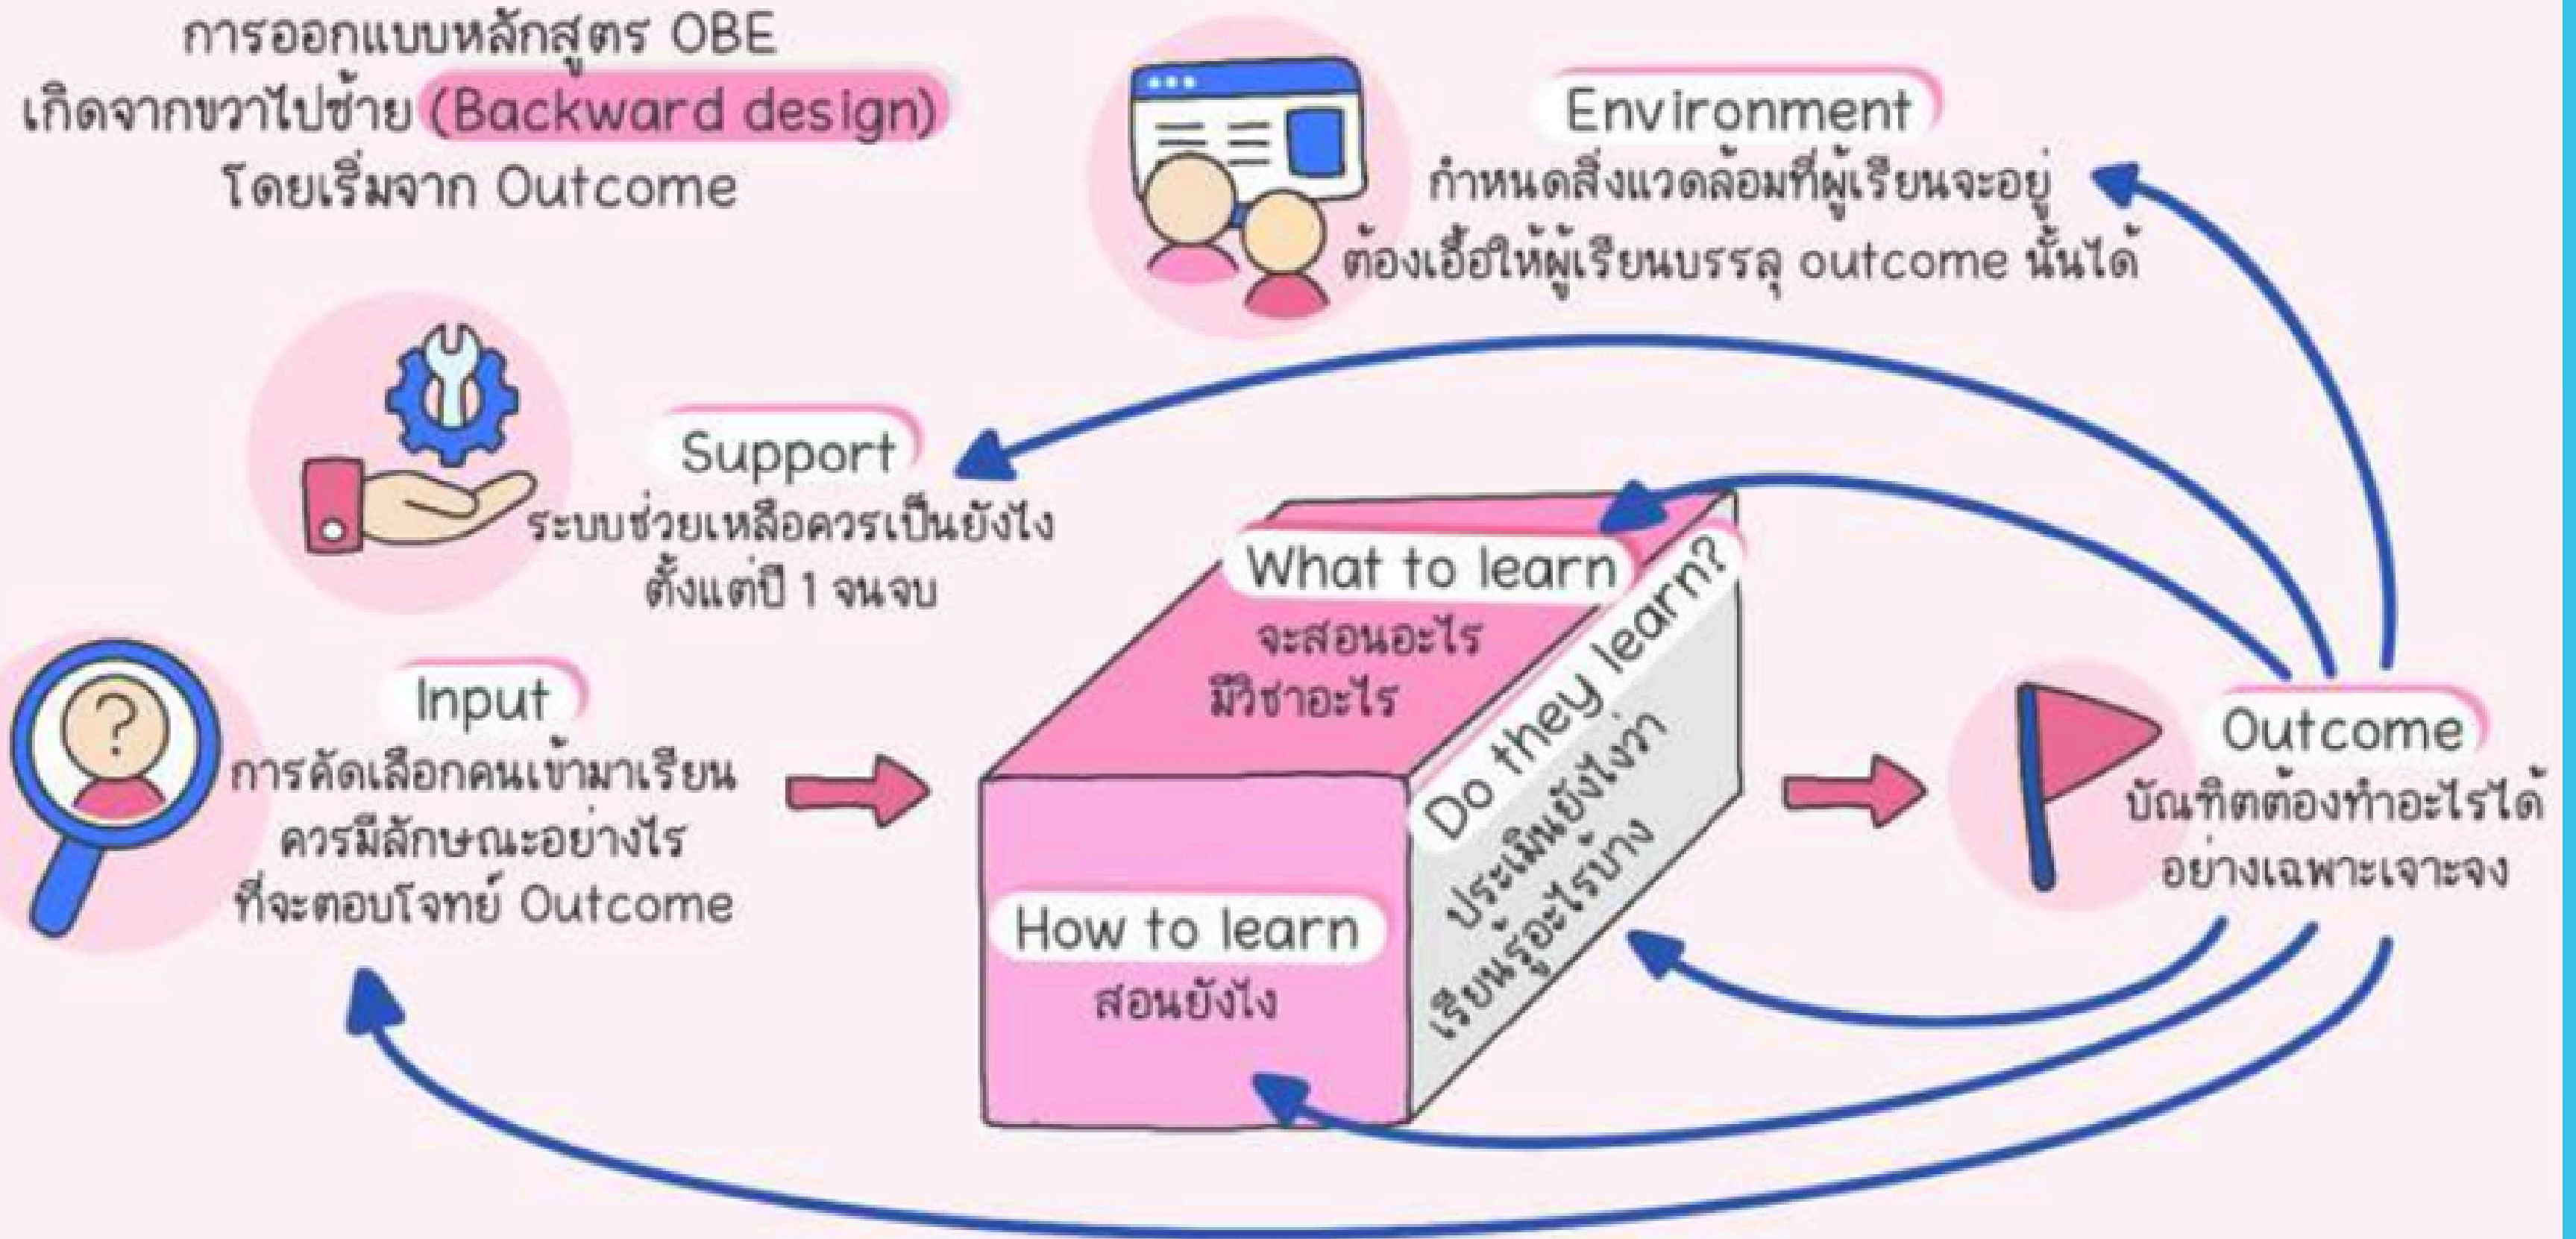 การออกแบบหลักสูตร OBE
เกิดจากขวาไปซ้าย (Backward design)
โดยเริ่มจาก Outcome
Environment
กำหนดสิ่งแวดล้อมที่ผู้เรียนจะอยู่
ต้องเอื้อให้ผู้เรียนบรรลุ outcome นั้นได้
Support
ระบบช่วยเหลือควรเป็นยังไง
ตั้งแต่ปี 1 จนจบ
Input
การคัดเลือกคนเข้ามาเรียน
ควรมีลักษณะอย่างไร
ที่จะตอบโจทย์ Outcome
What to learn
จะสอนอะไร
มีวิชาอะไร
How to learn
สอนยังไง
Do they learn?
ประเมินยังไงว่า
เรียนรู้อะไรบ้าง
Outcome
บัณฑิตต้องทำอะไรได้
อย่างเฉพาะเจาะจง